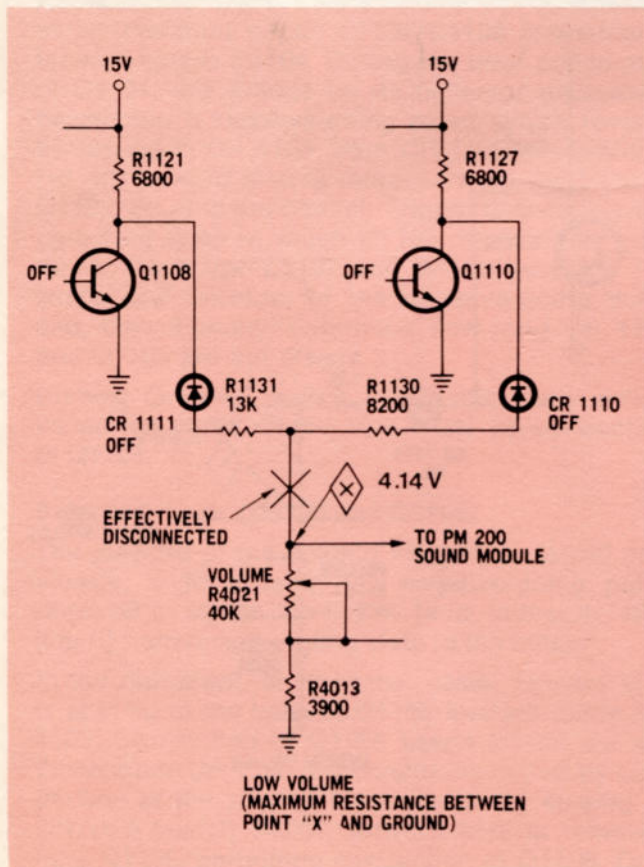 15V
15V
R1121
6800
R1127
6800
OFF
Q1108
OFF
Q1110
R1131
13K
R1130
8200
CR 1111
OFF
CR 1110
OFF
X
4.14 V
EFFECTIVELY
DISCONNECTED
TO PM 200
SOUND MODULE
VOLUME
R4021
40K
R4013
3900
LOW VOLUME
(MAXIMUM RESISTANCE BETWEEN
POINT "X" AND GROUND)